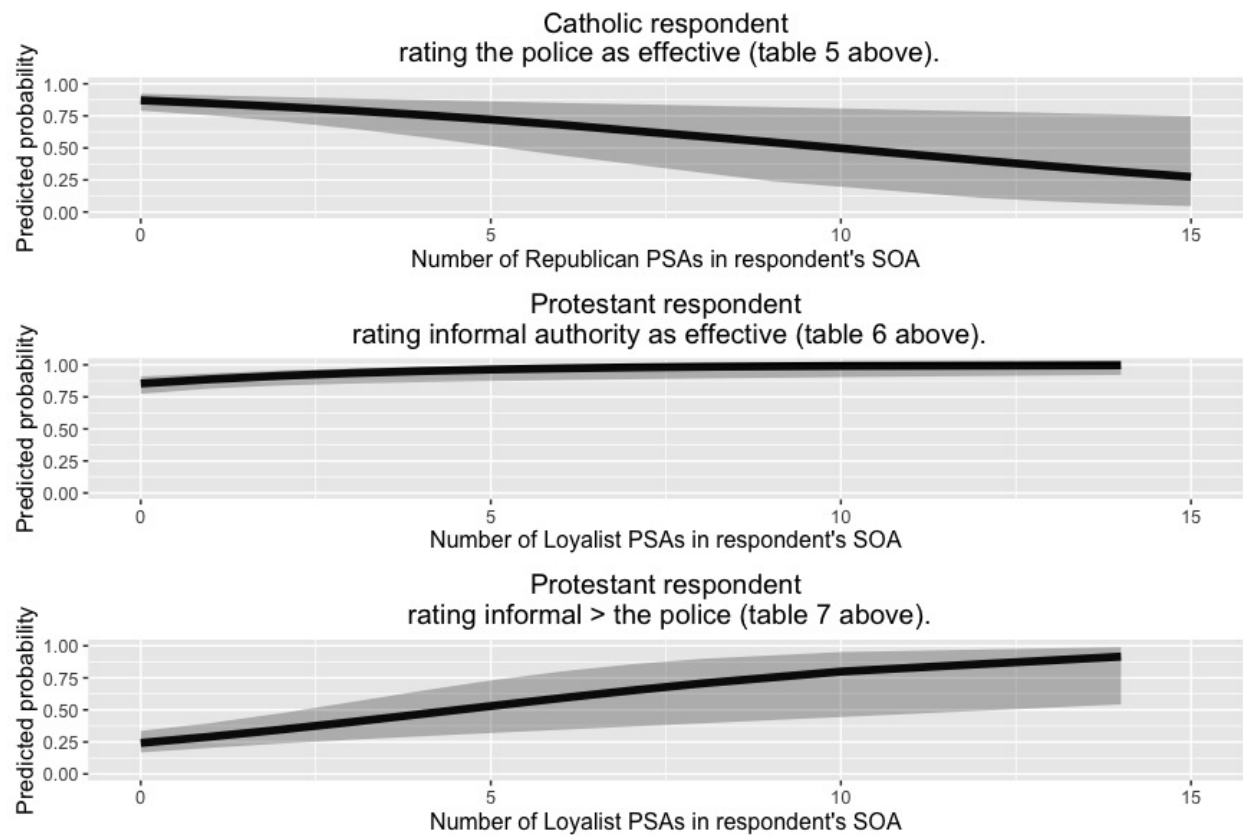 Catholic respondent
rating the police as effective (table 5 above).
Predicted probability
1.00
0.75
0.50
0.25
0.00
0 5 10 15
Number of Republican PSAs in respondent's SOA
Protestant respondent
rating informal authority as effective (table 6 above).
Predicted probability
1.00
0.75
0.50
0.25
0.00
0 5 10 15
Number of Loyalist PSAs in respondent's SOA
Protestant respondent
rating informal > the police (table 7 above).
Predicted probability
1.00
0.75
0.50
0.25
0.00
0 5 10 15
Number of Loyalist PSAs in respondent's SOA